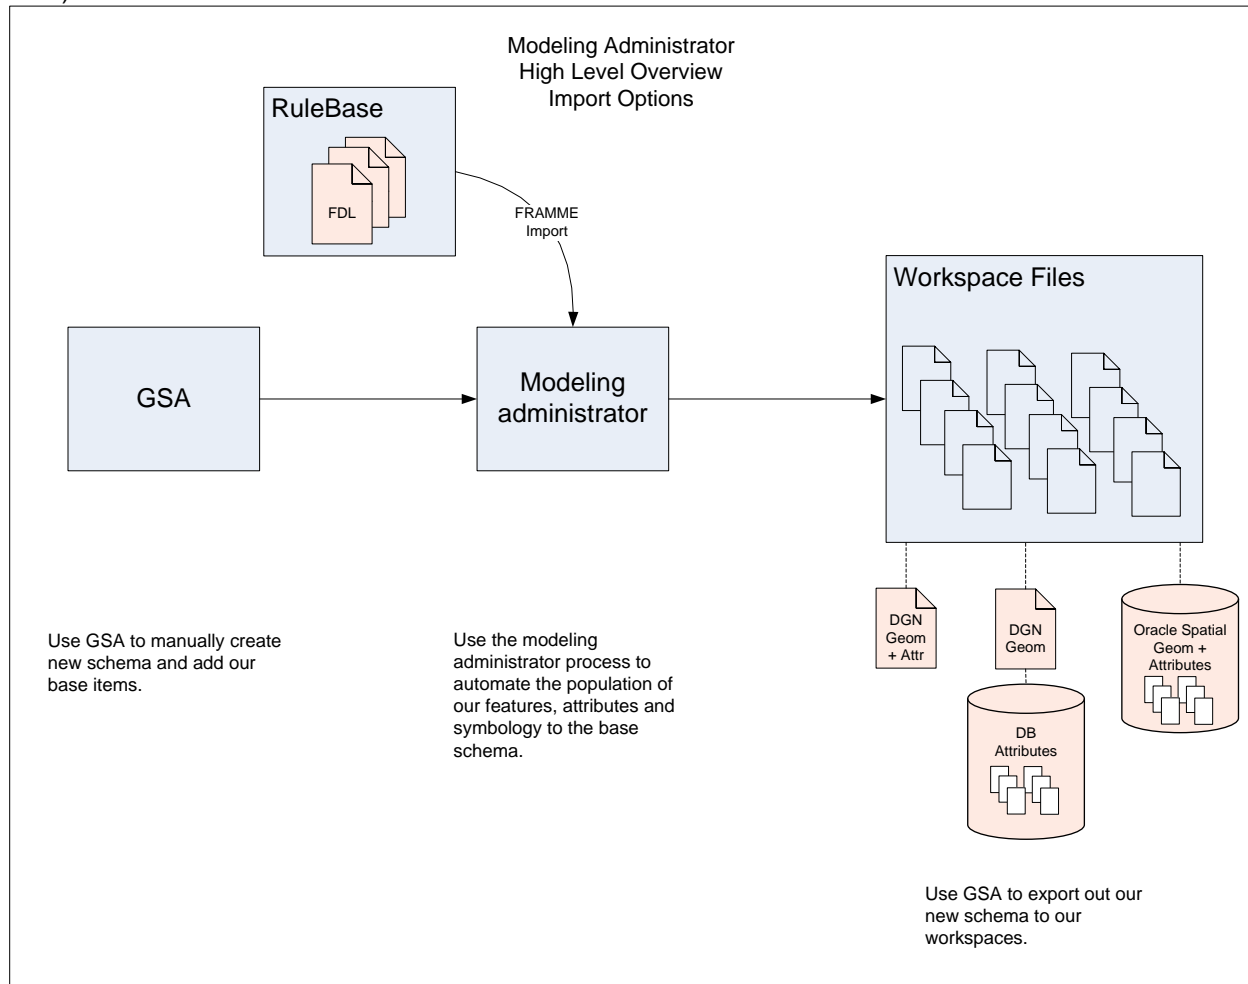 Modeling Administrator
High Level Overview
Import Options
RuleBase
FDL
FRAMME
Import
Workspace Files
GSA
Modeling
administrator
DGN
Geom
+ Attr
DGN
Geom
Oracle Spatial
Geom +
Attributes
DB
Attributes
Use GSA to manually create
new schema and add our
base items.
Use the modeling
administrator process to
automate the population of
our features, attributes and
symbology to the base
schema.
Use GSA to export out our
new schema to our
workspaces.